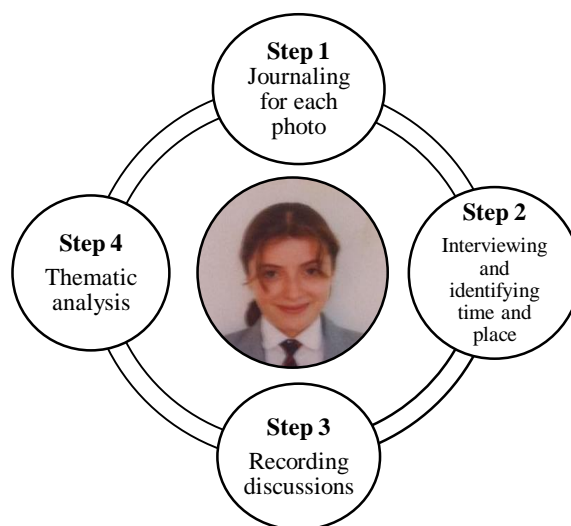 Step 1
Journaling
for each
photo
Step 2
Interviewing
and
identifying
time and
place
Step 3
Recording
discussions
Step 4
Thematic
analysis